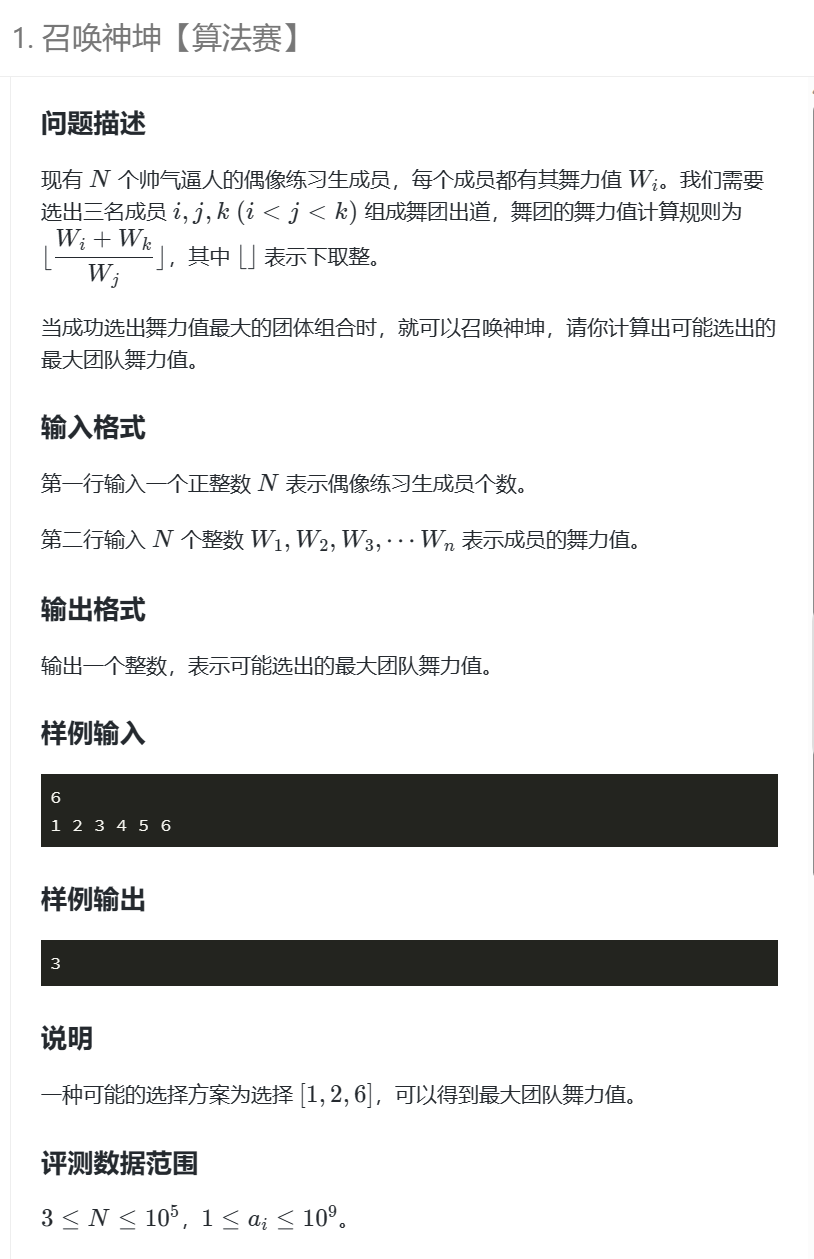 1. 召唤神坤【算法赛】
问题描述
现有 N 个帅气逼人的偶像练习生成员，每个成员都有其舞力值 W_i。我们需要
选出三名成员 i, j, k (i < j < k) 组成舞团出道，舞团的舞力值计算规则为
⌊(W_i + W_k)/W_j⌋，其中 ⌊⌋ 表示下取整。
当成功选出舞力值最大的团体组合时，就可以召唤神坤，请你计算出可能选出的
最大团队舞力值。
输入格式
第一行输入一个正整数 N 表示偶像练习生成员个数。
第二行输入 N 个整数 W_1, W_2, W_3, ⋯ W_n 表示成员的舞力值。
输出格式
输出一个整数，表示可能选出的最大团队舞力值。
样例输入
6
1 2 3 4 5 6
样例输出
3
说明
一种可能的选择方案为选择 [1, 2, 6]，可以得到最大团队舞力值。
评测数据范围
3 ≤ N ≤ 10^5，1 ≤ a_i ≤ 10^9。